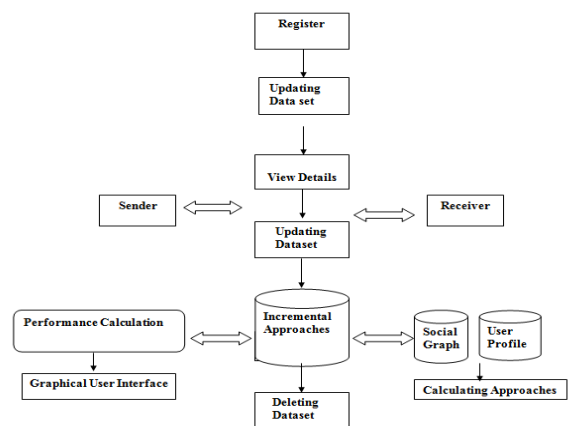 Register
Updating
Data set
View Details
Sender
Receiver
Updating
Dataset
Performance Calculation
Incremental
Approaches
Social
Graph
User
Profile
Graphical User Interface
Calculating Approaches
Deleting
Dataset